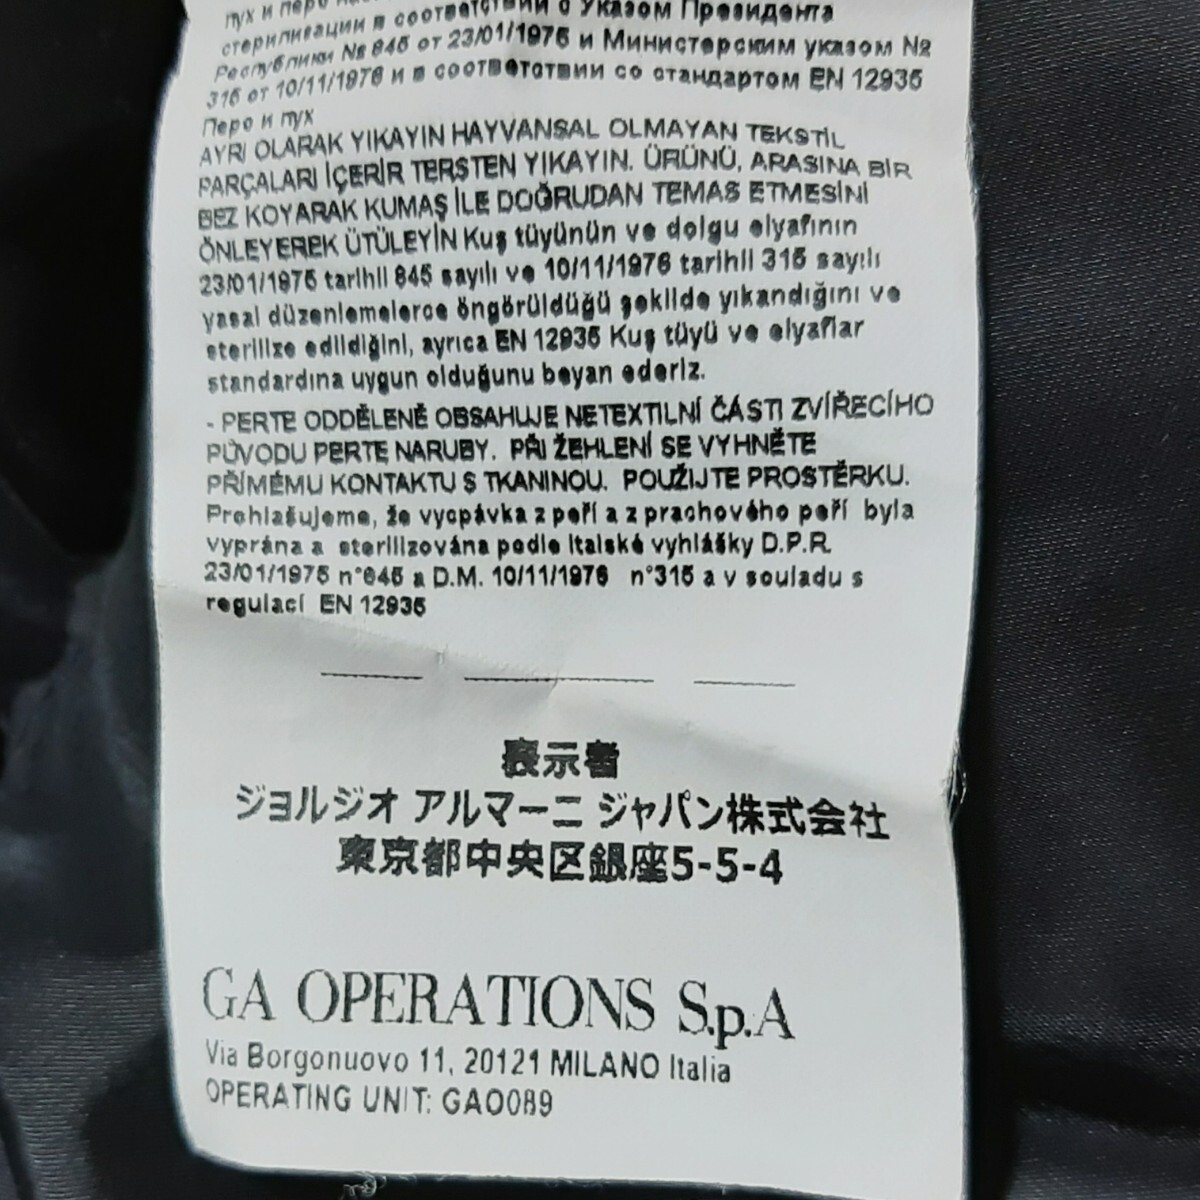 пух и перо
стерилизации в соответствии с Указом Президента
Республики № 845 от 23/01/1975 и Министерским указом №
315 от 10/11/1976 и в соответствии со стандартом EN 12935
Перо и пух
AYRI OLARAK YIKAYIN HAYVANSAL OLMAYAN TEKSTİL
PARÇALARI İÇERİR TERSTEN YIKAYIN. ÜRÜNÜ, ARASINA BİR
BEZ KOYARAK KUMAŞ İLE DOĞRUDAN TEMAS ETMESİNİ
ÖNLEYEREK ÜTÜLEYİN Kuş tüyünün ve dolgu elyafının
23/01/1975 tarihli 845 sayılı ve 10/11/1976 tarihli 315 sayılı
yasal düzenlemelerce öngörüldüğü şekilde yıkandığını ve
sterilize edildiğini, ayrıca EN 12935 Kuş tüyü ve elyaflar
standardına uygun olduğunu beyan ederiz.
- PERTE ODDĚLENĚ OBSAHUJE NETEXTILNÍ ČÁSTI ZVÍŘECÍHO
PŮVODU PERTE NARUBY. PŘI ŽEHLENÍ SE VYHNĚTE
PŘÍMÉMU KONTAKTU S TKANINOU. POUŽIJTE PROSTĚRKU.
Prohlašujeme, že vycpávka z peří a z prachového peří byla
vyprána a sterilizována podle italské vyhlášky D.P.R.
23/01/1975 n°845 a D.M. 10/11/1976 n°315 a v souladu s
regulací EN 12935
表示者
ジョルジオ アルマーニ ジャパン株式会社
東京都中央区銀座5-5-4
GA OPERATIONS S.p.A
Via Borgonuovo 11, 20121 MILANO Italia
OPERATING UNIT: GAO089